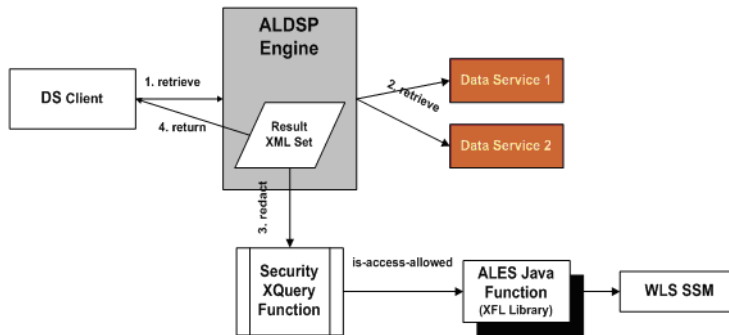 ALDSP
Engine
DS Client
1. retrieve
4. return
Result
XML Set
2. retrieve
Data Service 1
Data Service 2
3. redact
Security
XQuery
Function
is-access-allowed
ALES Java
Function
(XFL Library)
WLS SSM